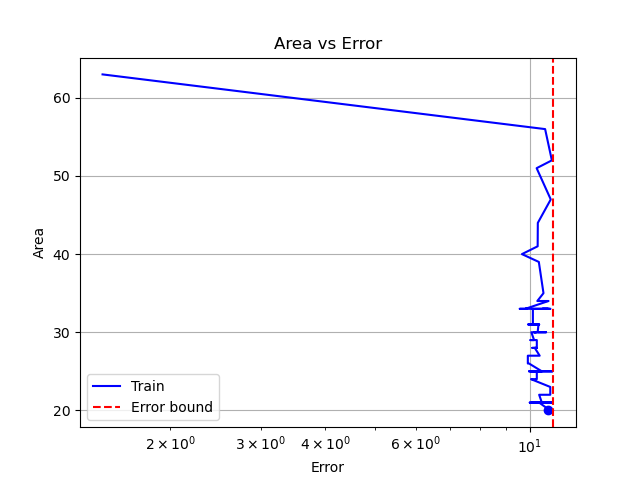 Area vs Error
Area
60
50
40
30
20
Train
Error bound
2 × 10⁰
3 × 10⁰
4 × 10⁰
6 × 10⁰
10¹
Error